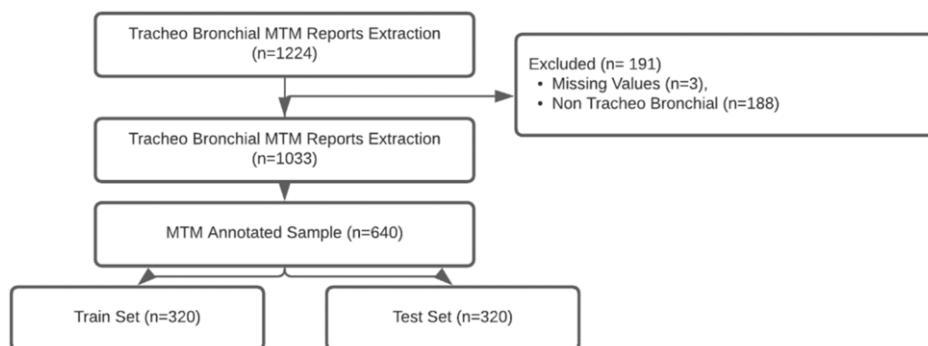 Tracheo Bronchial MTM Reports Extraction
(n=1224)
Excluded (n= 191)
• Missing Values (n=3),
• Non Tracheo Bronchial (n=188)
Tracheo Bronchial MTM Reports Extraction
(n=1033)
MTM Annotated Sample (n=640)
Train Set (n=320)
Test Set (n=320)